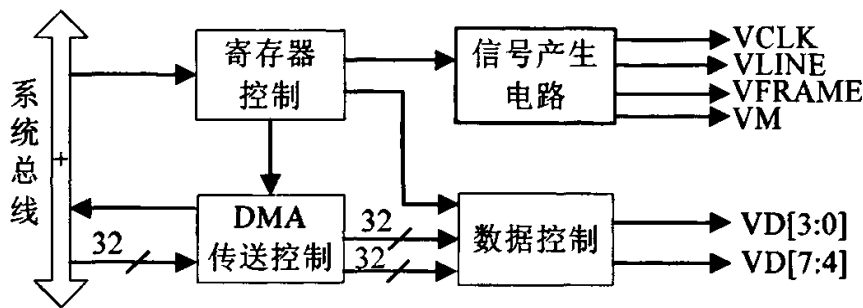 系统总线
寄存器
控制
信号产生
电路
VCLK
VLINE
VFRAME
VM
DMA
传送控制
32
32
32
数据控制
VD[3:0]
VD[7:4]